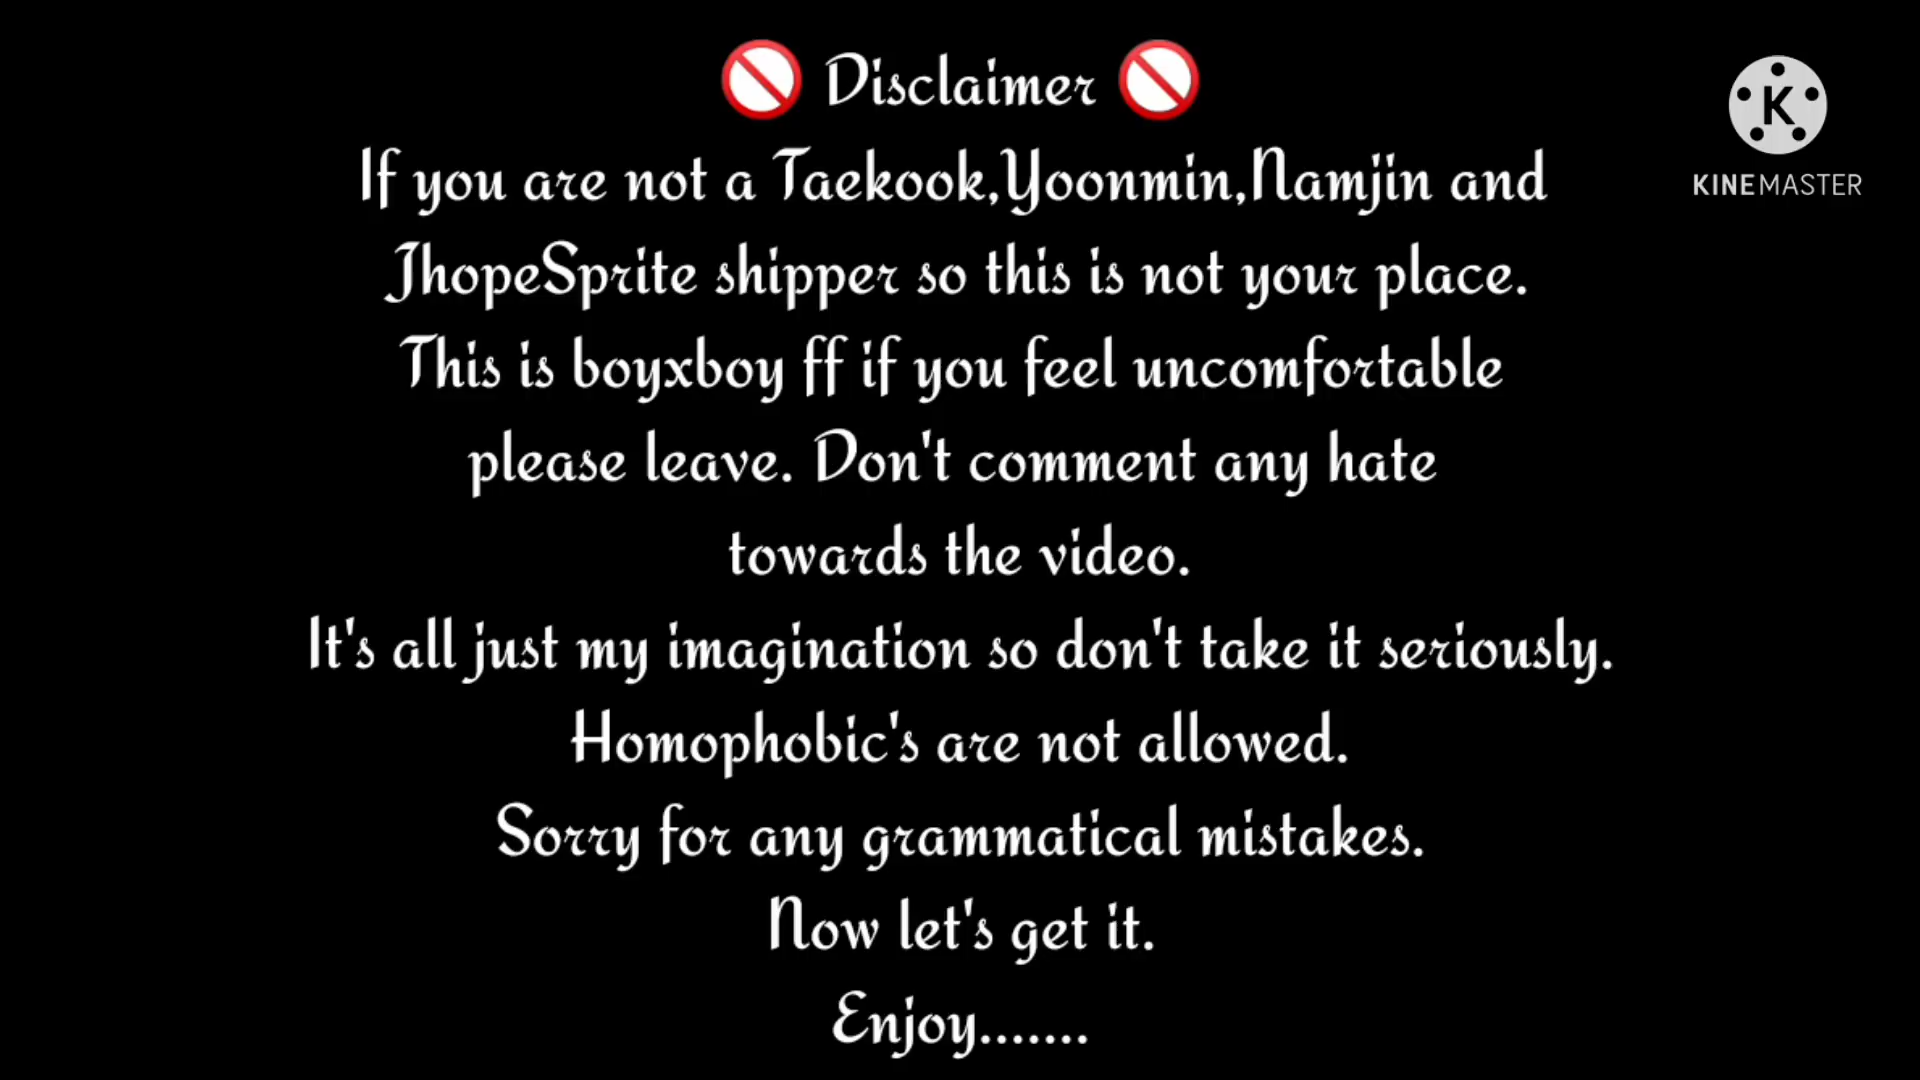 🚫 Disclaimer 🚫
If you are not a Taekook,Yoonmin,Namjin and
JhopeSprite shipper so this is not your place.
This is boyxboy ff if you feel uncomfortable
please leave. Don't comment any hate
towards the video.
It's all just my imagination so don't take it seriously.
Homophobic's are not allowed.
Sorry for any grammatical mistakes.
Now let's get it.
Enjoy.......
K
KINEMASTER